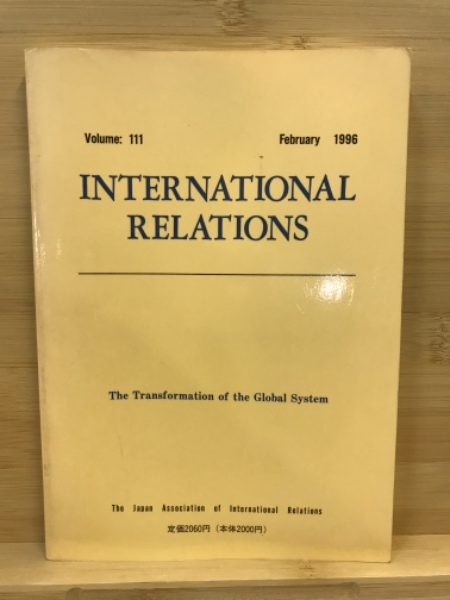 Volume: 111 February 1996
INTERNATIONAL
RELATIONS
The Transformation of the Global System
The Japan Association of International Relations
定価2060円(本体2000円)